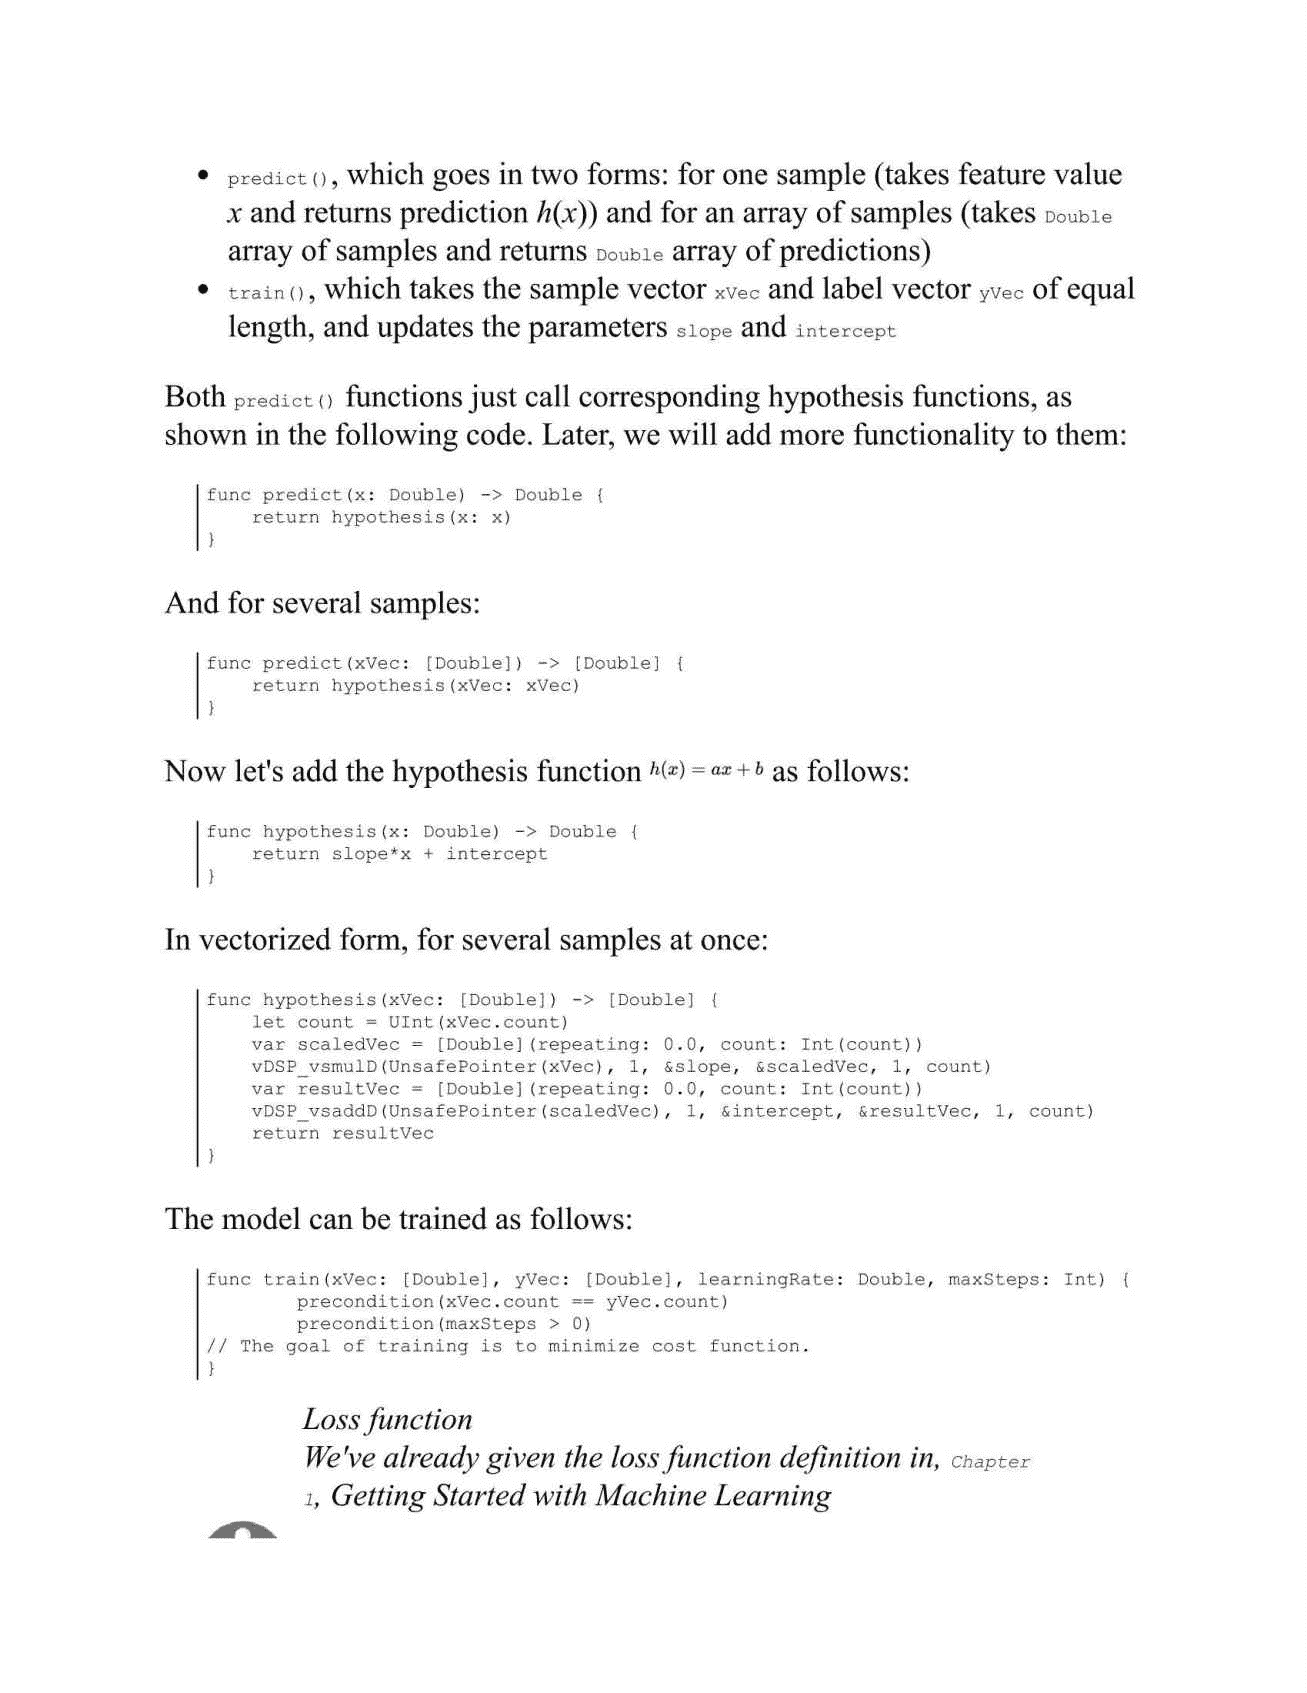 • predict(), which goes in two forms: for one sample (takes feature value
x and returns prediction h(x)) and for an array of samples (takes Double
array of samples and returns Double array of predictions)
• train(), which takes the sample vector xVec and label vector yVec of equal
length, and updates the parameters slope and intercept
Both predict() functions just call corresponding hypothesis functions, as
shown in the following code. Later, we will add more functionality to them:
func predict(x: Double) -> Double {
    return hypothesis(x: x)
}
And for several samples:
func predict(xVec: [Double]) -> [Double] {
    return hypothesis(xVec: xVec)
}
Now let's add the hypothesis function h(x) = ax + b as follows:
func hypothesis(x: Double) -> Double {
    return slope*x + intercept
}
In vectorized form, for several samples at once:
func hypothesis(xVec: [Double]) -> [Double] {
    let count = UInt(xVec.count)
    var scaledVec = [Double](repeating: 0.0, count: Int(count))
    vDSP_vsmulD(UnsafePointer(xVec), 1, &slope, &scaledVec, 1, count)
    var resultVec = [Double](repeating: 0.0, count: Int(count))
    vDSP_vsaddD(UnsafePointer(scaledVec), 1, &intercept, &resultVec, 1, count)
    return resultVec
}
The model can be trained as follows:
func train(xVec: [Double], yVec: [Double], learningRate: Double, maxSteps: Int) {
        precondition(xVec.count == yVec.count)
        precondition(maxSteps > 0)
// The goal of training is to minimize cost function.
}
Loss function
We've already given the loss function definition in, Chapter
1, Getting Started with Machine Learning